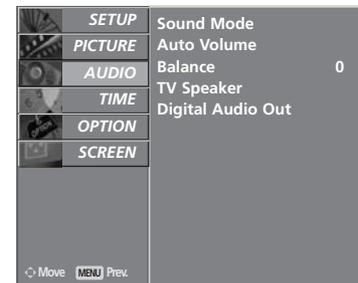 SETUP
PICTURE
AUDIO
TIME
OPTION
SCREEN
Sound Mode
Auto Volume
Balance 0
TV Speaker
Digital Audio Out
Move MENU Prev.